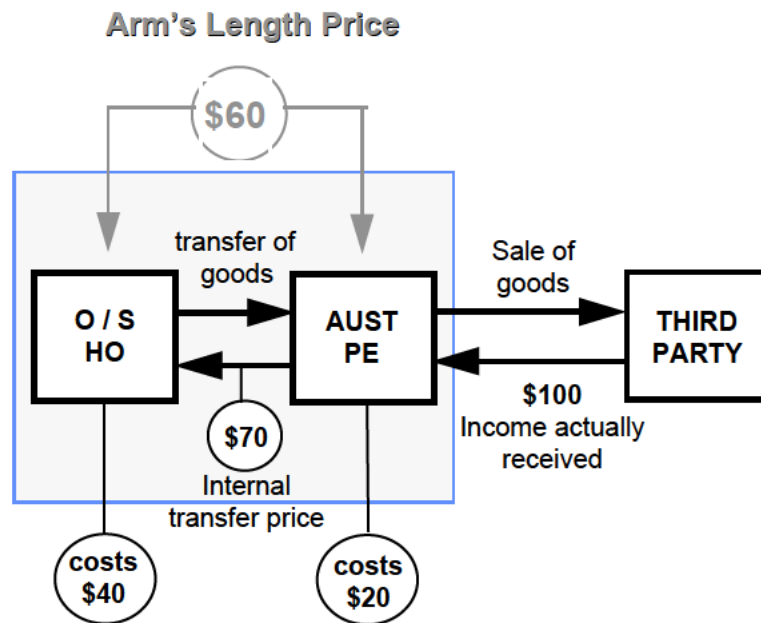 Arm's Length Price
$60
transfer of
goods
Sale of
goods
O / S
HO
AUST
PE
THIRD
PARTY
$70
Internal
transfer price
$100
Income actually
received
costs
$40
costs
$20